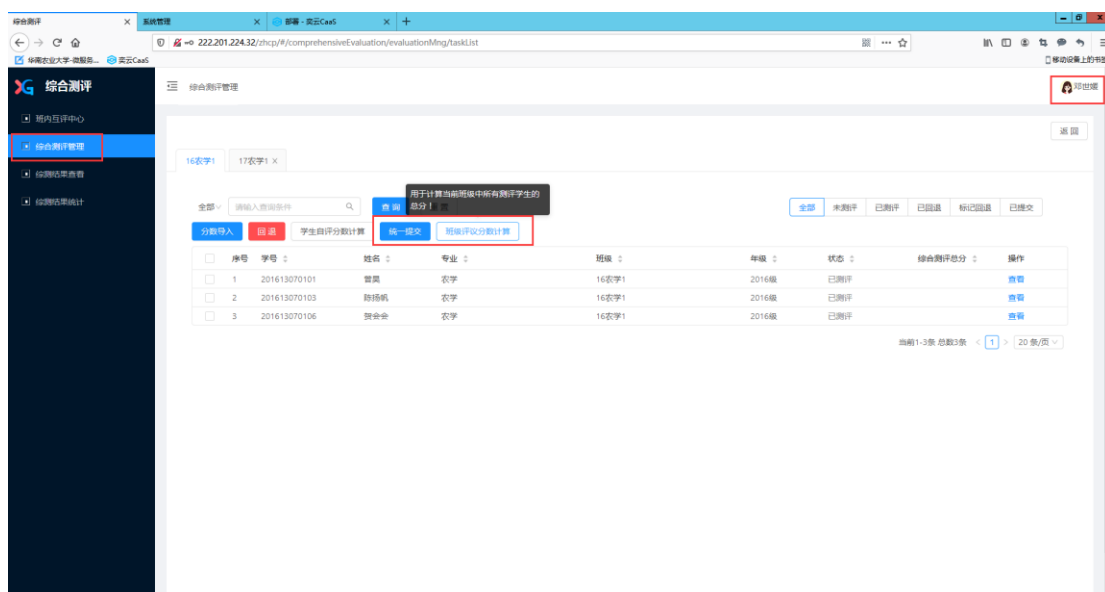 综合测评 系统管理 部署 - 奕云CaaS
222.201.224.32/zhcp/#/comprehensiveEvaluation/evaluationMng/taskList
华南农业大学-微服务... 奕云CaaS 移动设备上的书签
综合测评 综合测评管理 邓世姬
班内互评中心 返 回
综合测评管理
16农学1 17农学1
综测结果查看
用于计算当前班级中所有测评学生的
总分！
综测结果统计
全部 请输入查询条件 查 询 全部 未测评 已测评 已回退 标记回退 已提交
分数导入 回 退 学生自评分数计算 统一提交 班级评议分数计算
序号 学号 姓名 专业 班级 年级 状态 综合测评总分 操作
1 201613070101 曾昊 农学 16农学1 2016级 已测评 查看
2 201613070103 陈扬帆 农学 16农学1 2016级 已测评 查看
3 201613070106 贺会会 农学 16农学1 2016级 已测评 查看
当前1-3条 总数3条 < 1 > 20 条/页